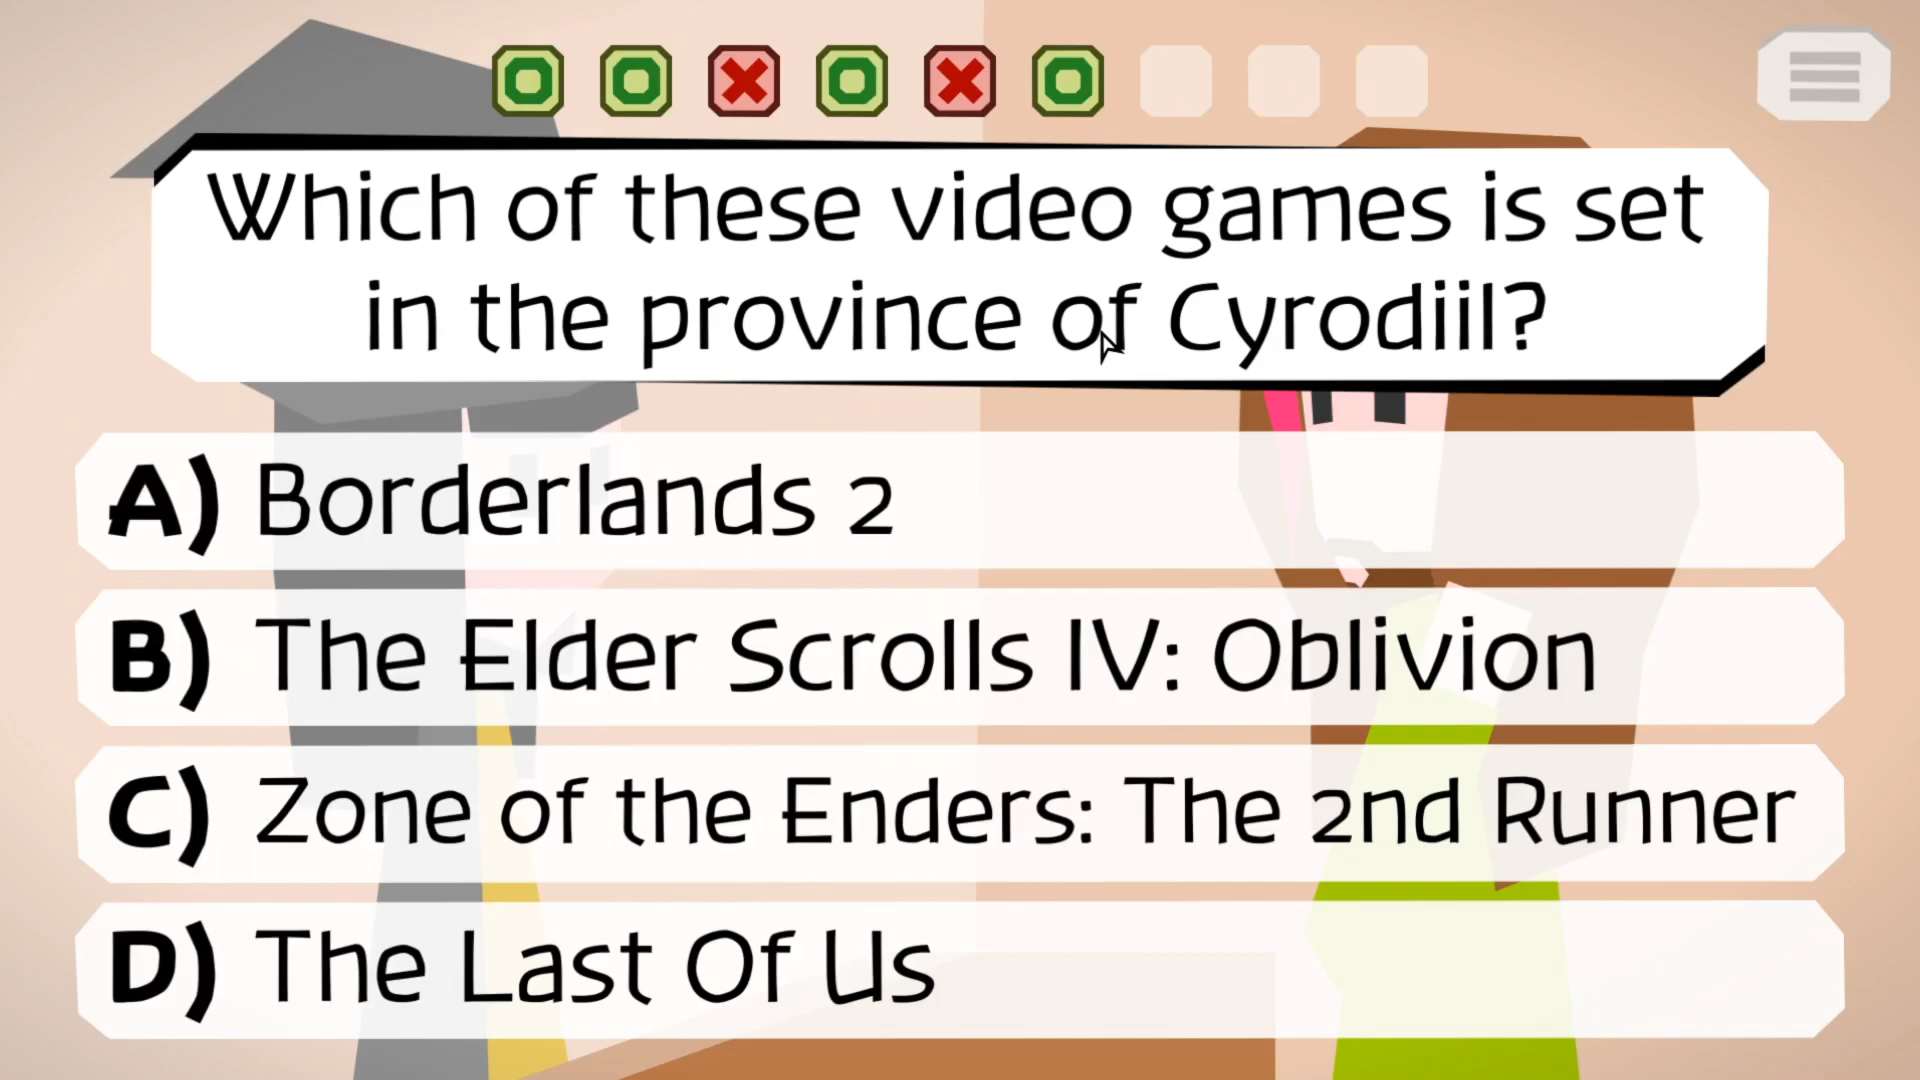 Which of these video games is set
in the province of Cyrodiil?
A) Borderlands 2
B) The Elder Scrolls IV: Oblivion
C) Zone of the Enders: The 2nd Runner
D) The Last Of Us